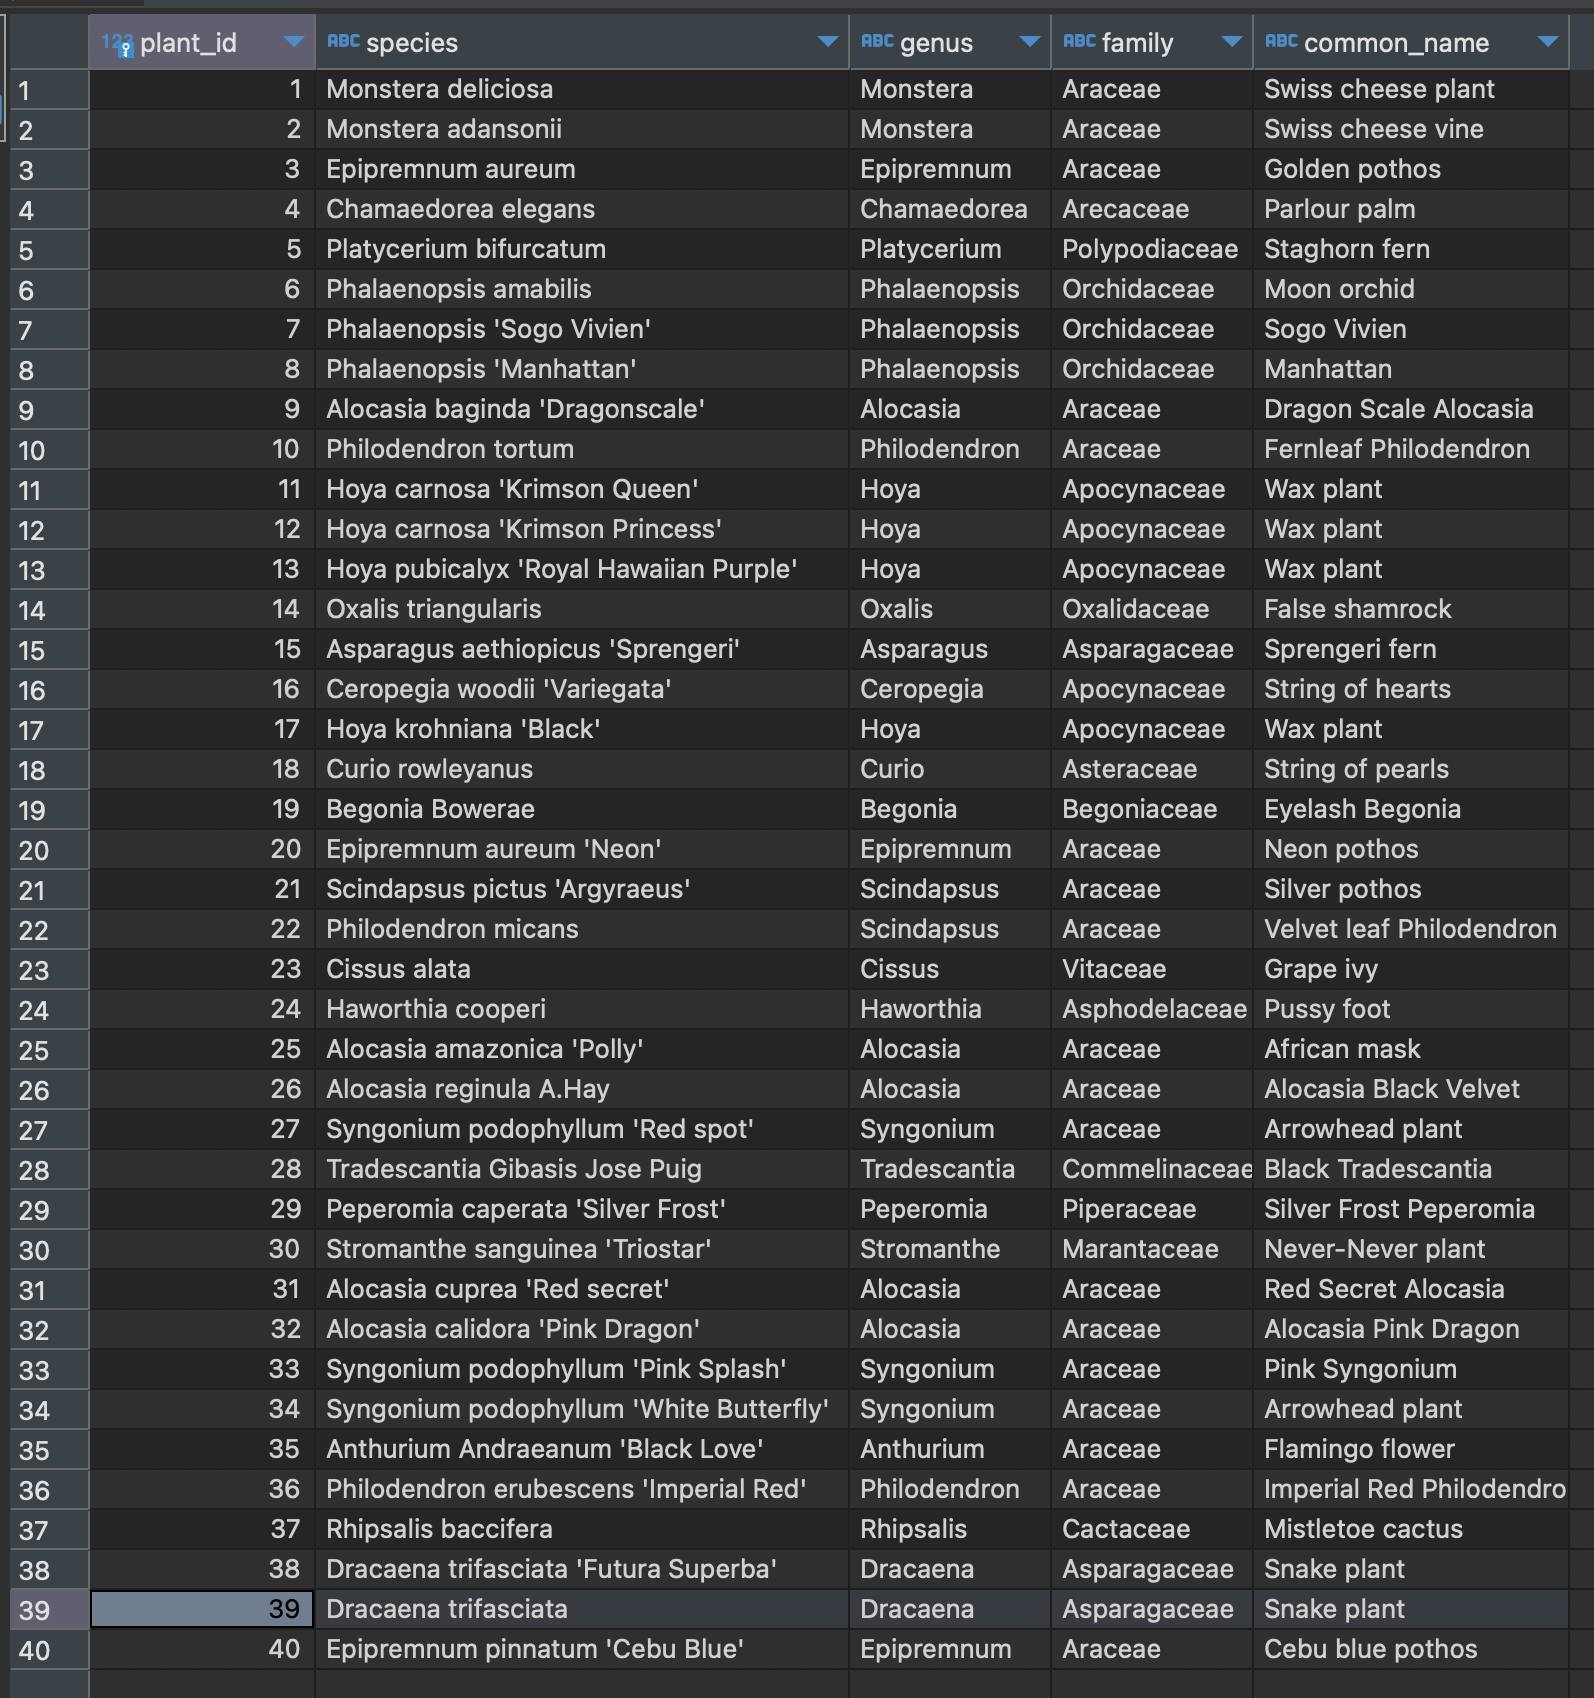 123 plant_id ABC species ABC genus ABC family ABC common_name
1 1 Monstera deliciosa Monstera Araceae Swiss cheese plant
2 2 Monstera adansonii Monstera Araceae Swiss cheese vine
3 3 Epipremnum aureum Epipremnum Araceae Golden pothos
4 4 Chamaedorea elegans Chamaedorea Arecaceae Parlour palm
5 5 Platycerium bifurcatum Platycerium Polypodiaceae Staghorn fern
6 6 Phalaenopsis amabilis Phalaenopsis Orchidaceae Moon orchid
7 7 Phalaenopsis 'Sogo Vivien' Phalaenopsis Orchidaceae Sogo Vivien
8 8 Phalaenopsis 'Manhattan' Phalaenopsis Orchidaceae Manhattan
9 9 Alocasia baginda 'Dragonscale' Alocasia Araceae Dragon Scale Alocasia
10 10 Philodendron tortum Philodendron Araceae Fernleaf Philodendron
11 11 Hoya carnosa 'Krimson Queen' Hoya Apocynaceae Wax plant
12 12 Hoya carnosa 'Krimson Princess' Hoya Apocynaceae Wax plant
13 13 Hoya pubicalyx 'Royal Hawaiian Purple' Hoya Apocynaceae Wax plant
14 14 Oxalis triangularis Oxalis Oxalidaceae False shamrock
15 15 Asparagus aethiopicus 'Sprengeri' Asparagus Asparagaceae Sprengeri fern
16 16 Ceropegia woodii 'Variegata' Ceropegia Apocynaceae String of hearts
17 17 Hoya krohniana 'Black' Hoya Apocynaceae Wax plant
18 18 Curio rowleyanus Curio Asteraceae String of pearls
19 19 Begonia Bowerae Begonia Begoniaceae Eyelash Begonia
20 20 Epipremnum aureum 'Neon' Epipremnum Araceae Neon pothos
21 21 Scindapsus pictus 'Argyraeus' Scindapsus Araceae Silver pothos
22 22 Philodendron micans Scindapsus Araceae Velvet leaf Philodendron
23 23 Cissus alata Cissus Vitaceae Grape ivy
24 24 Haworthia cooperi Haworthia Asphodelaceae Pussy foot
25 25 Alocasia amazonica 'Polly' Alocasia Araceae African mask
26 26 Alocasia reginula A.Hay Alocasia Araceae Alocasia Black Velvet
27 27 Syngonium podophyllum 'Red spot' Syngonium Araceae Arrowhead plant
28 28 Tradescantia Gibasis Jose Puig Tradescantia Commelinaceae Black Tradescantia
29 29 Peperomia caperata 'Silver Frost' Peperomia Piperaceae Silver Frost Peperomia
30 30 Stromanthe sanguinea 'Triostar' Stromanthe Marantaceae Never-Never plant
31 31 Alocasia cuprea 'Red secret' Alocasia Araceae Red Secret Alocasia
32 32 Alocasia calidora 'Pink Dragon' Alocasia Araceae Alocasia Pink Dragon
33 33 Syngonium podophyllum 'Pink Splash' Syngonium Araceae Pink Syngonium
34 34 Syngonium podophyllum 'White Butterfly' Syngonium Araceae Arrowhead plant
35 35 Anthurium Andraeanum 'Black Love' Anthurium Araceae Flamingo flower
36 36 Philodendron erubescens 'Imperial Red' Philodendron Araceae Imperial Red Philodendro
37 37 Rhipsalis baccifera Rhipsalis Cactaceae Mistletoe cactus
38 38 Dracaena trifasciata 'Futura Superba' Dracaena Asparagaceae Snake plant
39 39 Dracaena trifasciata Dracaena Asparagaceae Snake plant
40 40 Epipremnum pinnatum 'Cebu Blue' Epipremnum Araceae Cebu blue pothos